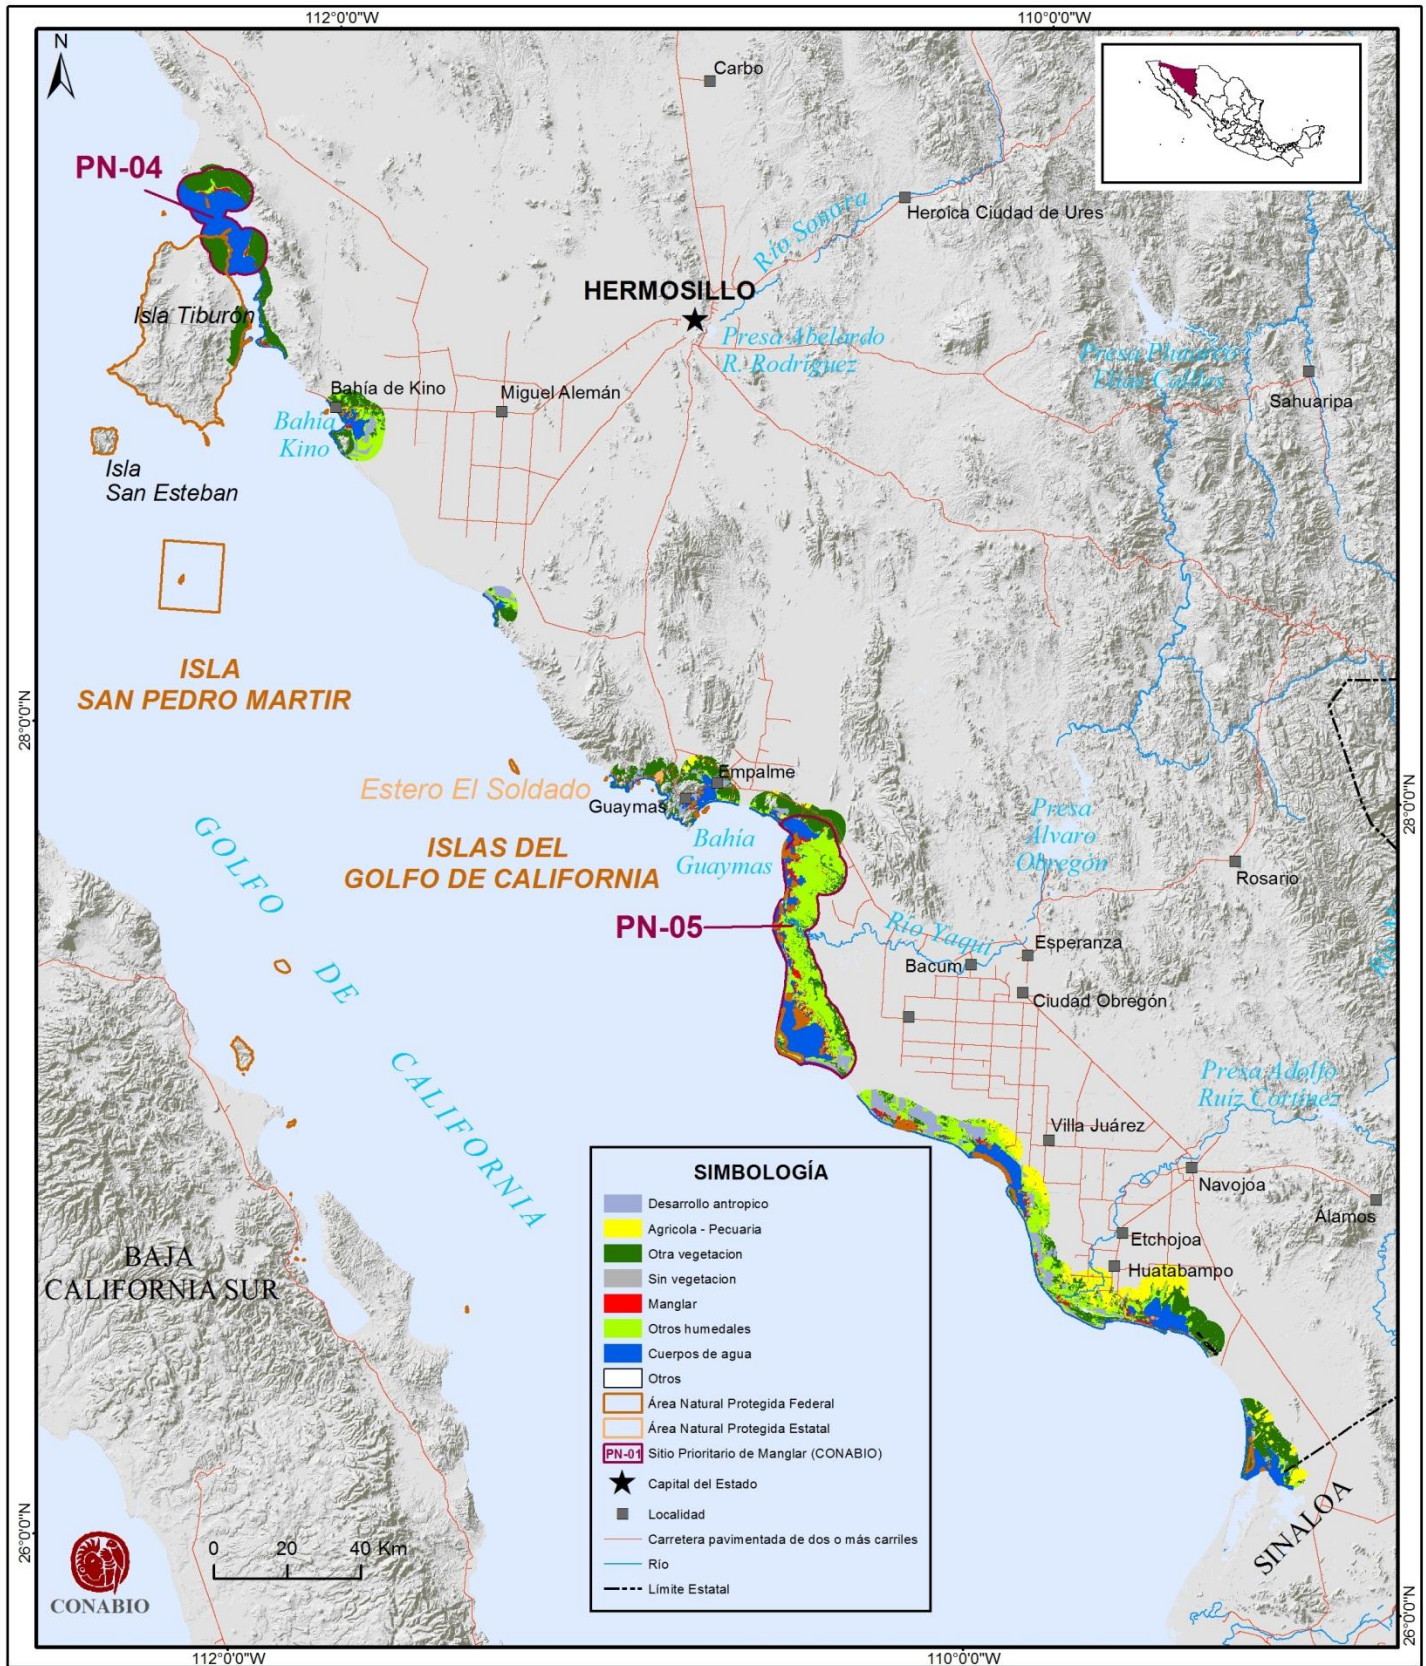 112°0'0"W
110°0'0"W
N
Carbo
PN-04
Heroica Ciudad de Ures
Río Sonora
HERMOSILLO
Isla Tiburón
Presa Abelardo
R. Rodríguez
Presa Plutarco
Elías Calles
Sahuaripa
Bahía de Kino
Miguel Alemán
Bahía
Kino
Isla
San Esteban
ISLA
SAN PEDRO MARTIR
28°0'0"N
28°0'0"N
Empalme
Estero El Soldado
Guaymas
Presa
Alvaro
Obregón
Bahía
Guaymas
ISLAS DEL
GOLFO DE CALIFORNIA
Rosario
GOLFO
DE
CALIFORNIA
PN-05
Río Yaqui
Esperanza
Bacum
Ciudad Obregón
Presa Adolfo
Ruíz Cortínez
Villa Juárez
Navojoa
Álamos
Etchojoa
Huatabampo
BAJA
CALIFORNIA SUR
SIMBOLOGÍA
Desarrollo antropico
Agricola - Pecuaria
Otra vegetacion
Sin vegetacion
Manglar
Otros humedales
Cuerpos de agua
Otros
Área Natural Protegida Federal
Área Natural Protegida Estatal
PN-01 Sitio Prioritario de Manglar (CONABIO)
Capital del Estado
Localidad
Carretera pavimentada de dos o más carriles
Río
Límite Estatal
SINALOA
26°0'0"N
26°0'0"N
0 20 40 Km
CONABIO
112°0'0"W
110°0'0"W